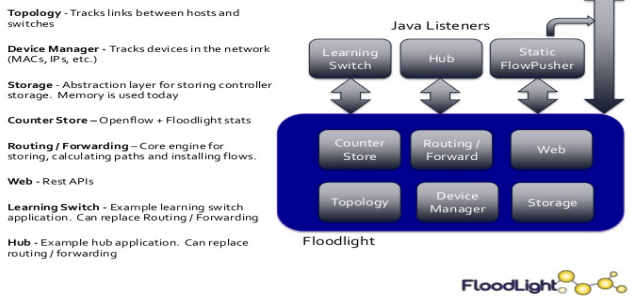 Topology - Tracks links between hosts and
switches
Device Manager - Tracks devices in the network
(MACs, IPs, etc.)
Storage - Abstraction layer for storing controller
storage. Memory is used today
Counter Store – Openflow + Floodlight stats
Routing / Forwarding – Core engine for
storing, calculating paths and installing flows.
Web - Rest APIs
Learning Switch - Example learning switch
application. Can replace Routing / Forwarding
Hub - Example hub application. Can replace
routing / forwarding
Java Listeners
Learning
Switch
Hub
Static
FlowPusher
Counter
Store
Routing /
Forward
Web
Topology
Device
Manager
Storage
Floodlight
FloodLight